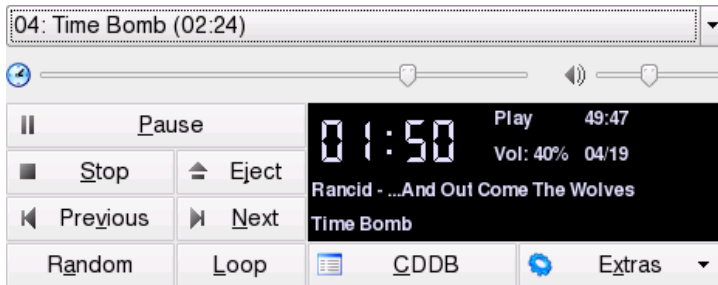 04: Time Bomb (02:24)
Pause
Stop
Eject
Previous
Next
Random
Loop
01:50
Play 49:47
Vol: 40% 04/19
Rancid - ...And Out Come The Wolves
Time Bomb
CDDB
Extras